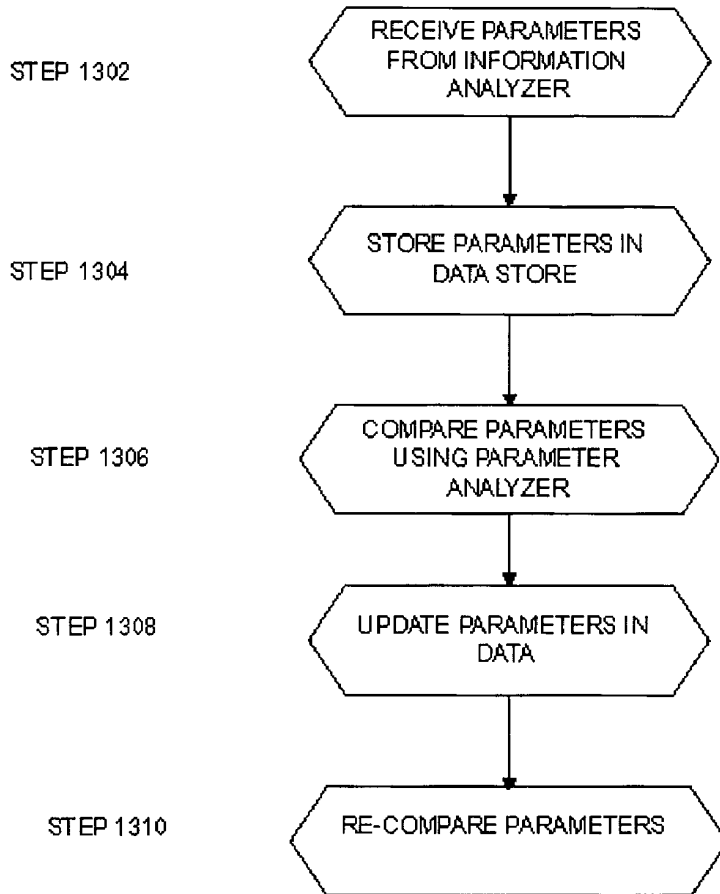 STEP 1302
RECEIVE PARAMETERS
FROM INFORMATION
ANALYZER
STEP 1304
STORE PARAMETERS IN
DATA STORE
STEP 1306
COMPARE PARAMETERS
USING PARAMETER
ANALYZER
STEP 1308
UPDATE PARAMETERS IN
DATA
STEP 1310
RE-COMPARE PARAMETERS